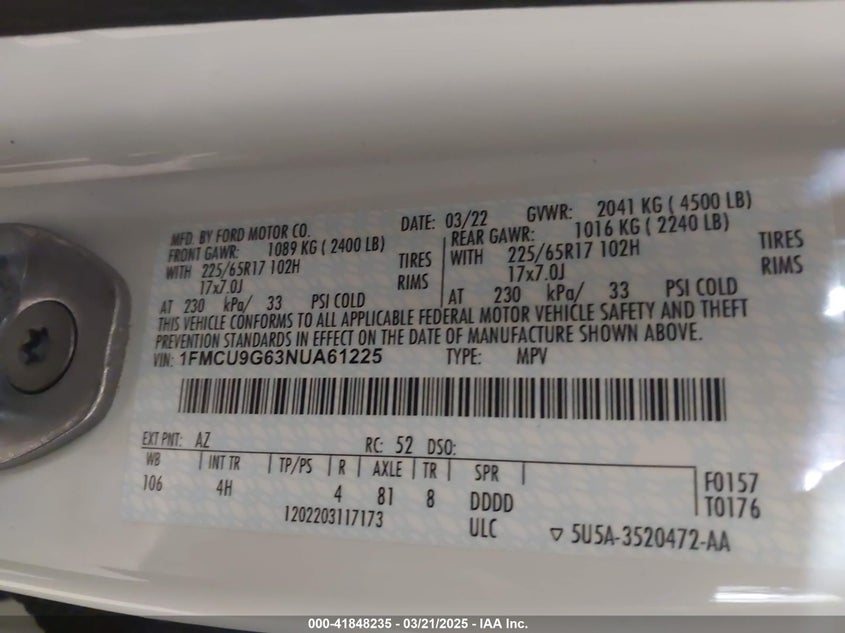 MFD. BY FORD MOTOR CO. DATE: 03/22 GVWR: 2041 KG ( 4500 LB)
FRONT GAWR: 1089 KG ( 2400 LB) REAR GAWR: 1016 KG ( 2240 LB)
WITH 225/65R17 102H TIRES WITH 225/65R17 102H TIRES
17x7.0J RIMS 17x7.0J RIMS
AT 230 kPa/ 33 PSI COLD AT 230 kPa/ 33 PSI COLD
THIS VEHICLE CONFORMS TO ALL APPLICABLE FEDERAL MOTOR VEHICLE SAFETY AND THEFT
PREVENTION STANDARDS IN EFFECT ON THE DATE OF MANUFACTURE SHOWN ABOVE.
VIN: 1FMCU9G63NUA61225 TYPE: MPV
EXT PNT: AZ RC: 52 DSO:
WB INT TR TP/PS R AXLE TR SPR F0157
106 4H 4 81 8 DDDD T0176
1202203117173 ULC ▽ 5U5A-3520472-AA
000-41848235 - 03/21/2025 - IAA Inc.